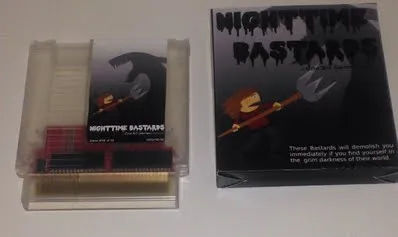 NIGHTTIME BASTARDS
NIGHTTIME
BASTARDS
These Bastards will demolish you
immediately if you find yourself in
the grim darkness of their world.